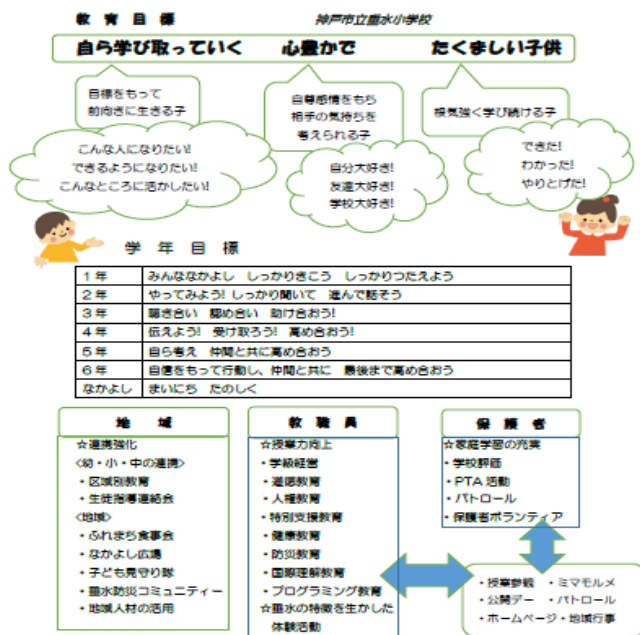 教育目標 神戸市立垂水小学校
自ら学び取っていく 心豊かで たくましい子供
目標をもって
前向きに生きる子
自尊感情をもち
相手の気持ちを
考えられる子
根気強く学び続ける子
こんな人になりたい!
できるようになりたい!
こんなところに活かしたい!
自分大好き!
友達大好き!
学校大好き!
できた!
わかった!
やりとげた!
学年目標
1年 みんななかよし しっかりきこう しっかりつたえよう
2年 やってみよう! しっかり聞いて 進んで話そう
3年 聴き合い 認め合い 助け合おう!
4年 伝えよう! 受け取ろう! 高め合おう!
5年 自ら考え 仲間と共に高め合おう
6年 自信をもって行動し、仲間と共に 最後まで高め合おう
なかよし まいにち たのしく
地域
☆連携強化
〈幼・小・中の連携〉
・区域別教育
・生徒指導連絡会
〈地域〉
・ふれまち食事会
・なかよし広場
・子ども見守り隊
・垂水防災コミュニティー
・地域人材の活用
教職員
☆授業力向上
・学級経営
・道徳教育
・人権教育
・特別支援教育
・健康教育
・防災教育
・国際理解教育
・プログラミング教育
☆垂水の特徴を生かした
体験活動
保護者
☆家庭学習の充実
・学校評価
・PTA 活動
・パトロール
・保護者ボランティア
・授業参観 ・ミマモルメ
・公開デー ・パトロール
・ホームページ・地域行事